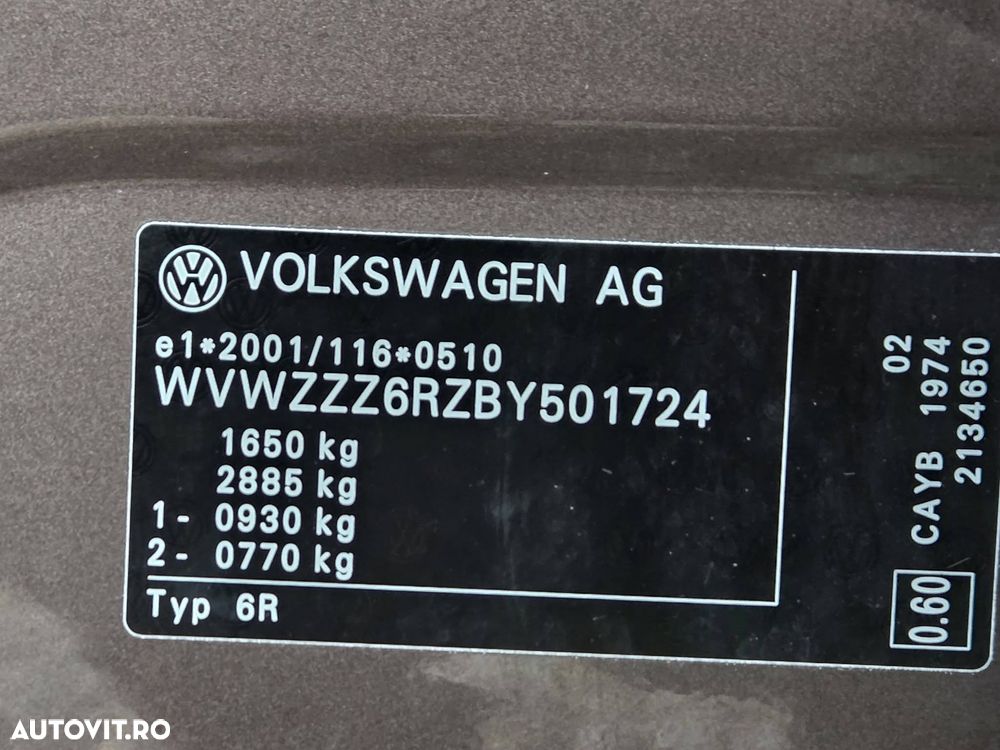 VOLKSWAGEN AG
e1*2001/116*0510
WVWZZZ6RZBY501724
1650 kg
2885 kg
1- 0930 kg
2- 0770 kg
Typ 6R
02
CAYB 1974
2134650
0.60
AUTOVIT.RO